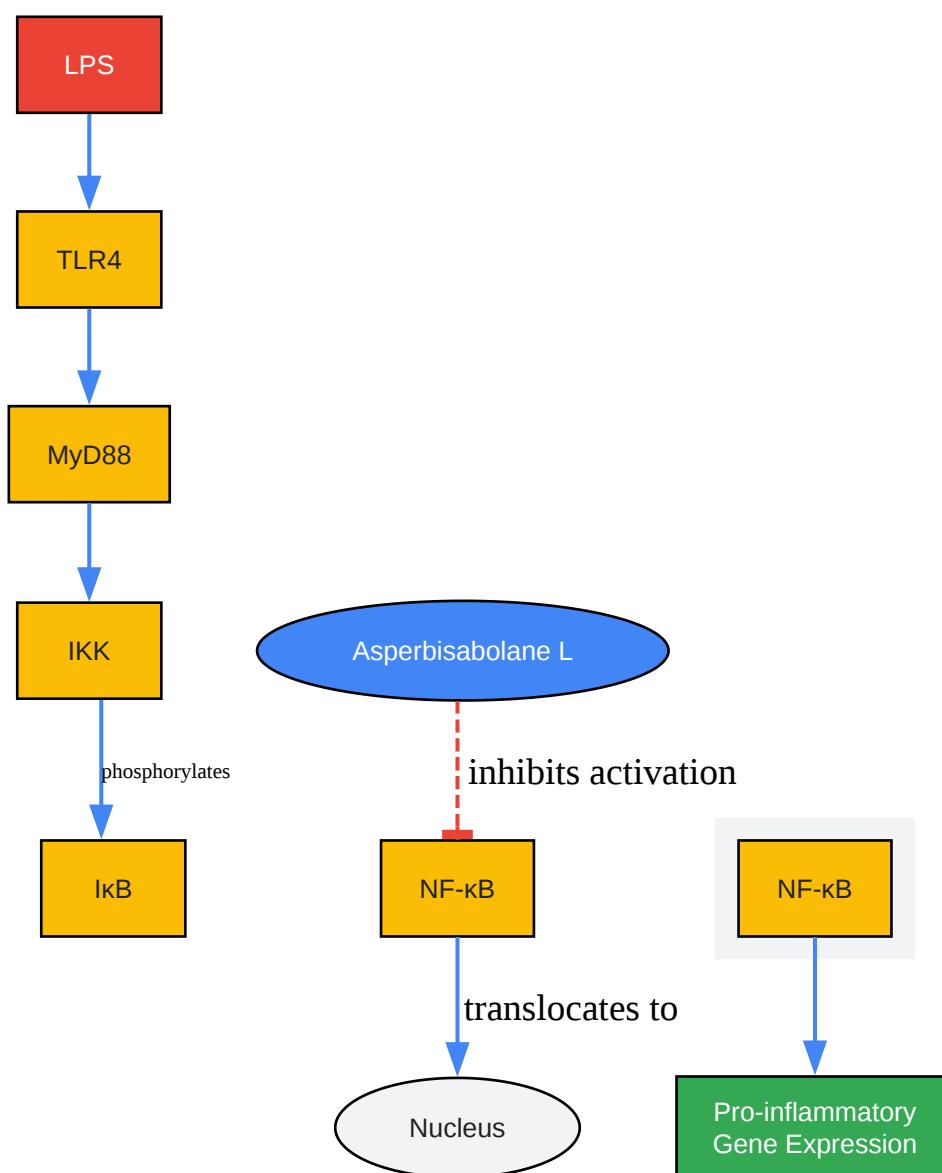 LPS
TLR4
MyD88
IKK
Asperbisabolane L
phosphorylates
inhibits activation
IκB
NF-κB
NF-κB
translocates to
Nucleus
Pro-inflammatory
Gene Expression